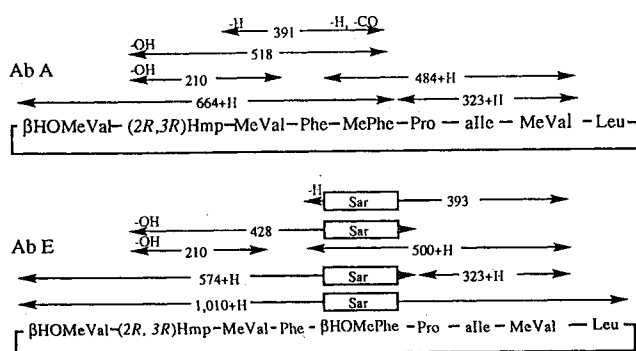 -H 391 -H, -CO
-OH 518
Ab A
-OH 210 484+H
664+H 323+H
βHOMeVal–(2R,3R)Hmp–MeVal–Phe–MePhe–Pro–aIle–MeVal–Leu
-H Sar 393
-OH 428 Sar
Ab E
-OH 210 500+H
574+H Sar 323+H
1,010+H Sar
βHOMeVal–(2R, 3R)Hmp–MeVal–Phe–βHOMePhe–Pro–aIle–MeVal–Leu